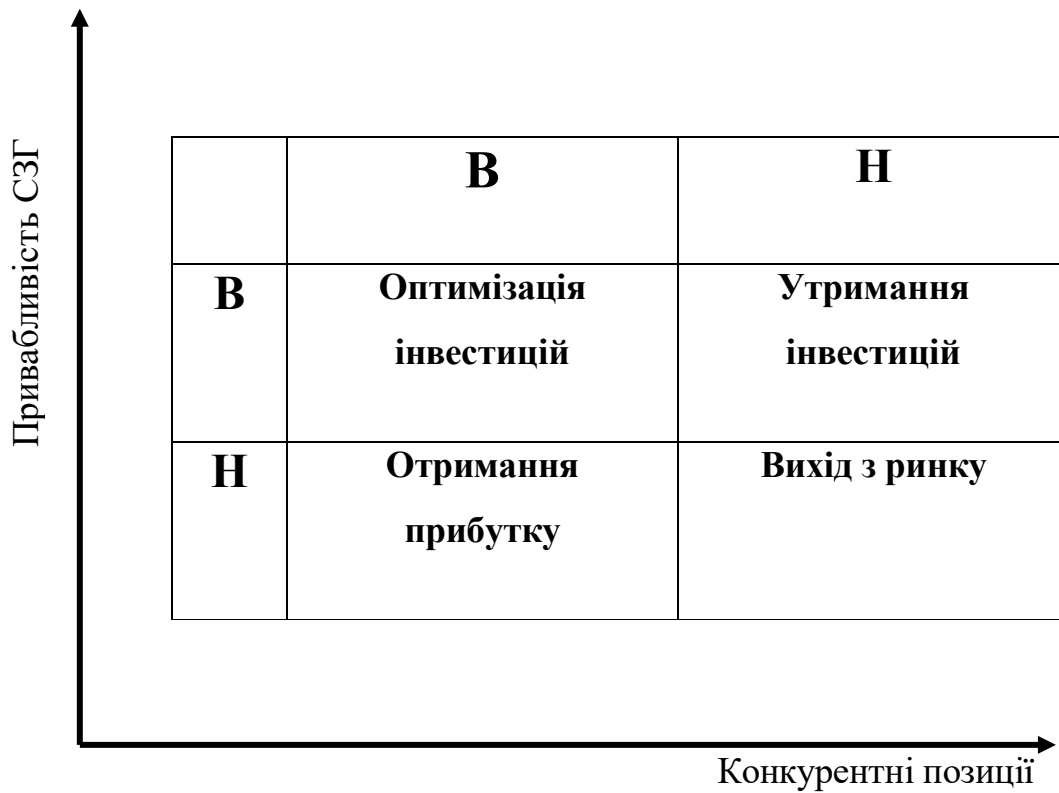 Привабливість СЗГ
В
Н
В
Оптимізація
інвестицій
Утримання
інвестицій
Н
Отримання
прибутку
Вихід з ринку
Конкурентні позиції